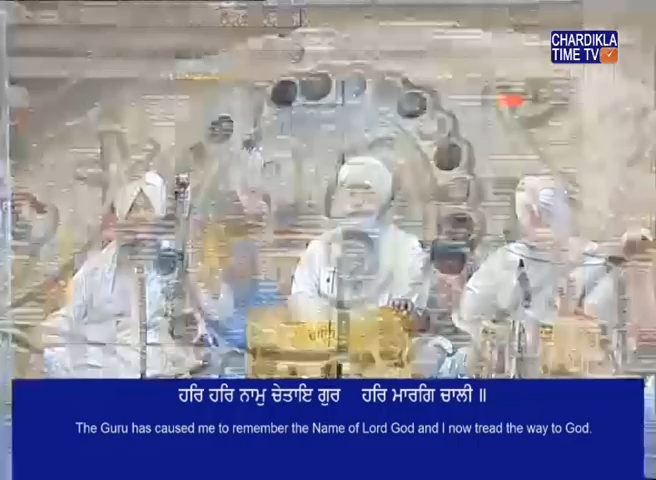 CHARDIKLA
TIME TV
ਹਰਿ ਹਰਿ ਨਾਮੁ ਚੇਤਾਇ ਗੁਰ ਹਰਿ ਮਾਰਗਿ ਚਾਲੀ ॥
The Guru has caused me to remember the Name of Lord God and I now tread the way to God.